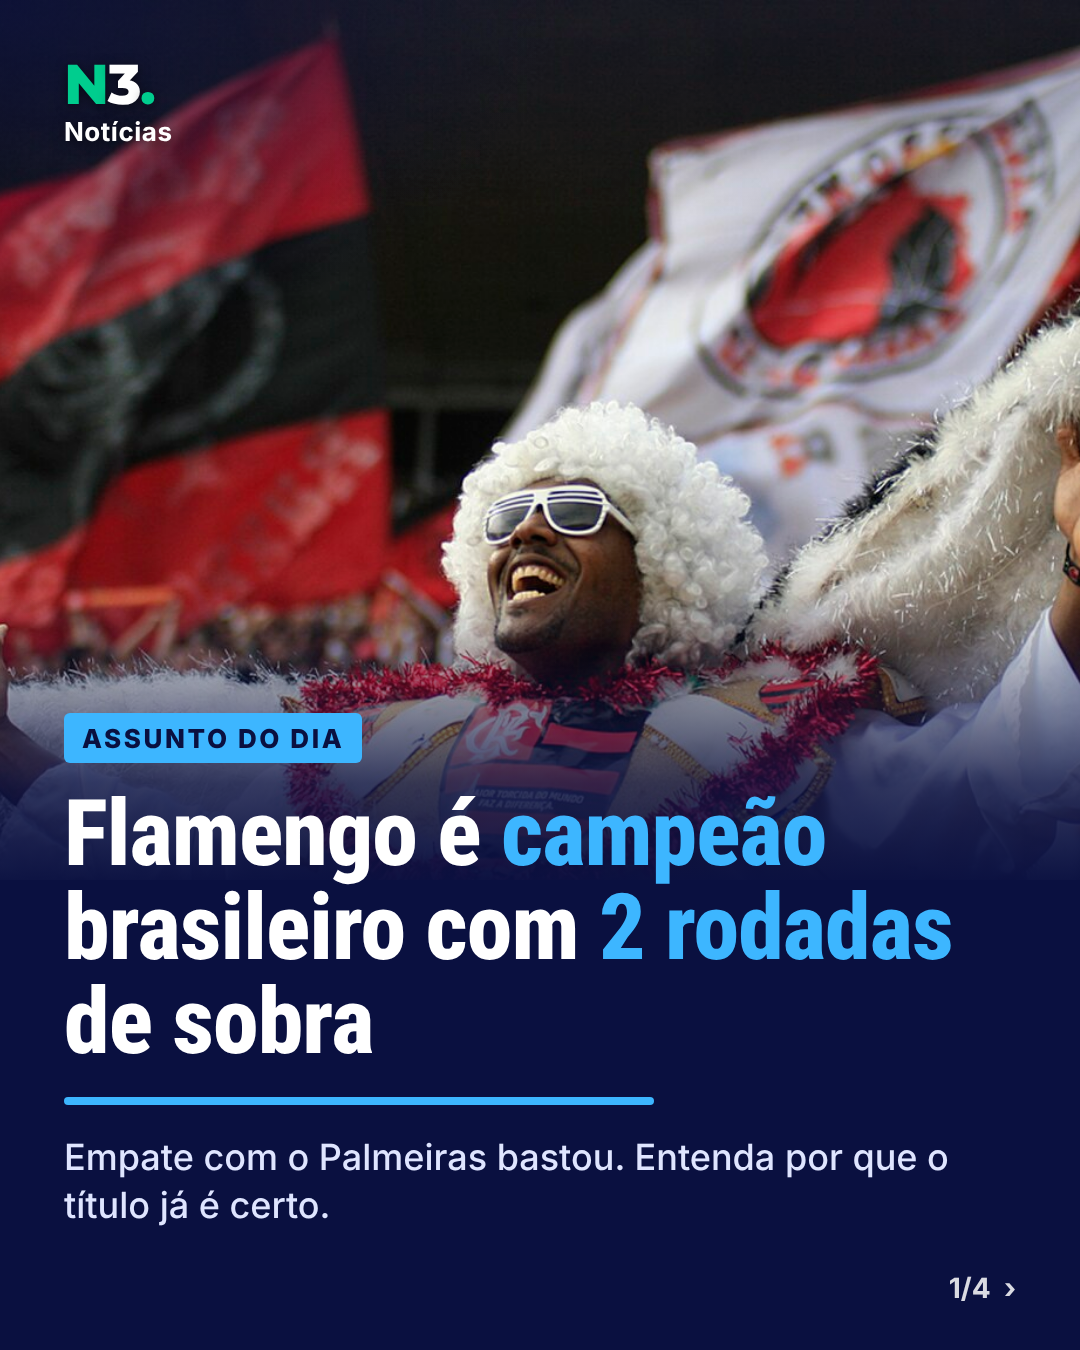 N3.
Notícias
ASSUNTO DO DIA
Flamengo é campeão
brasileiro com 2 rodadas
de sobra
Empate com o Palmeiras bastou. Entenda por que o
título já é certo.
1/4 ›